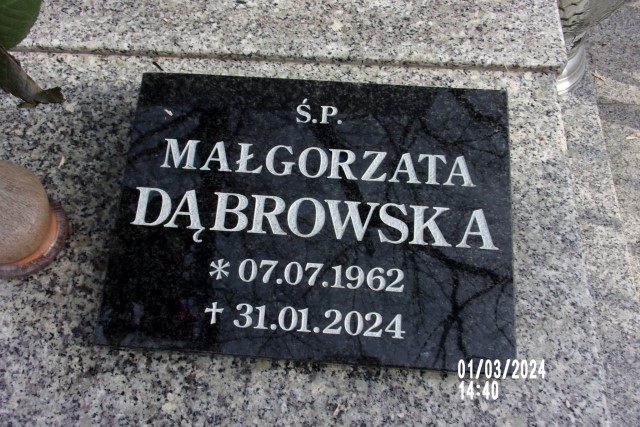 Ś.P.
MAŁGORZATA
DĄBROWSKA
* 07.07.1962
† 31.01.2024
01/03/2024
14:40